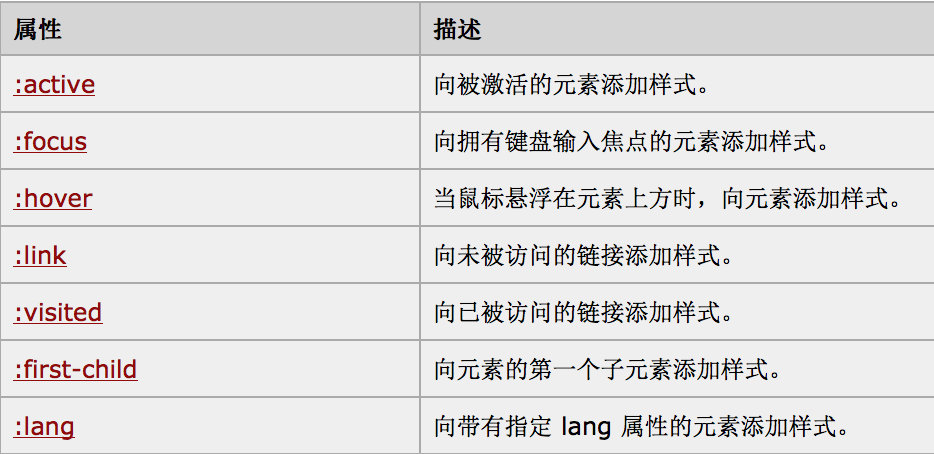 属性 描述
:active 向被激活的元素添加样式。
:focus 向拥有键盘输入焦点的元素添加样式。
:hover 当鼠标悬浮在元素上方时，向元素添加样式。
:link 向未被访问的链接添加样式。
:visited 向已被访问的链接添加样式。
:first-child 向元素的第一个子元素添加样式。
:lang 向带有指定 lang 属性的元素添加样式。